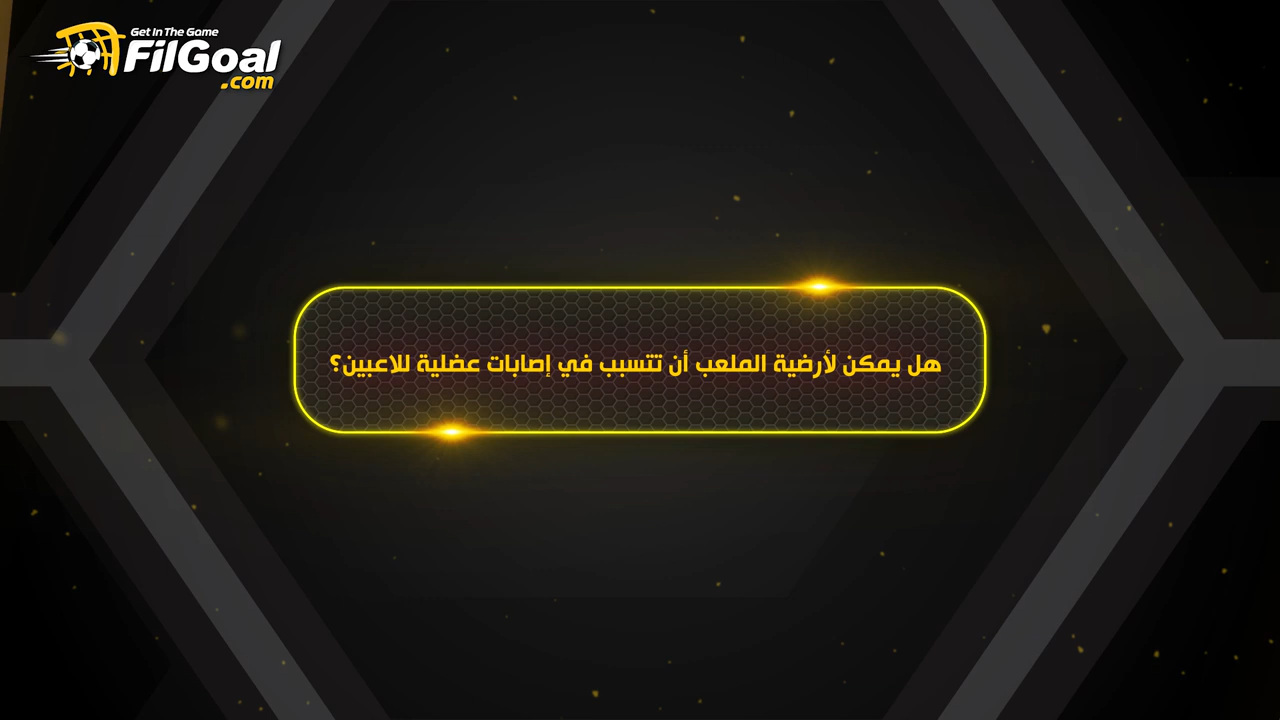 Get In The Game
FilGoal
.com
هل يمكن لأرضية الملعب أن تتسبب في إصابات عضلية للاعبين؟